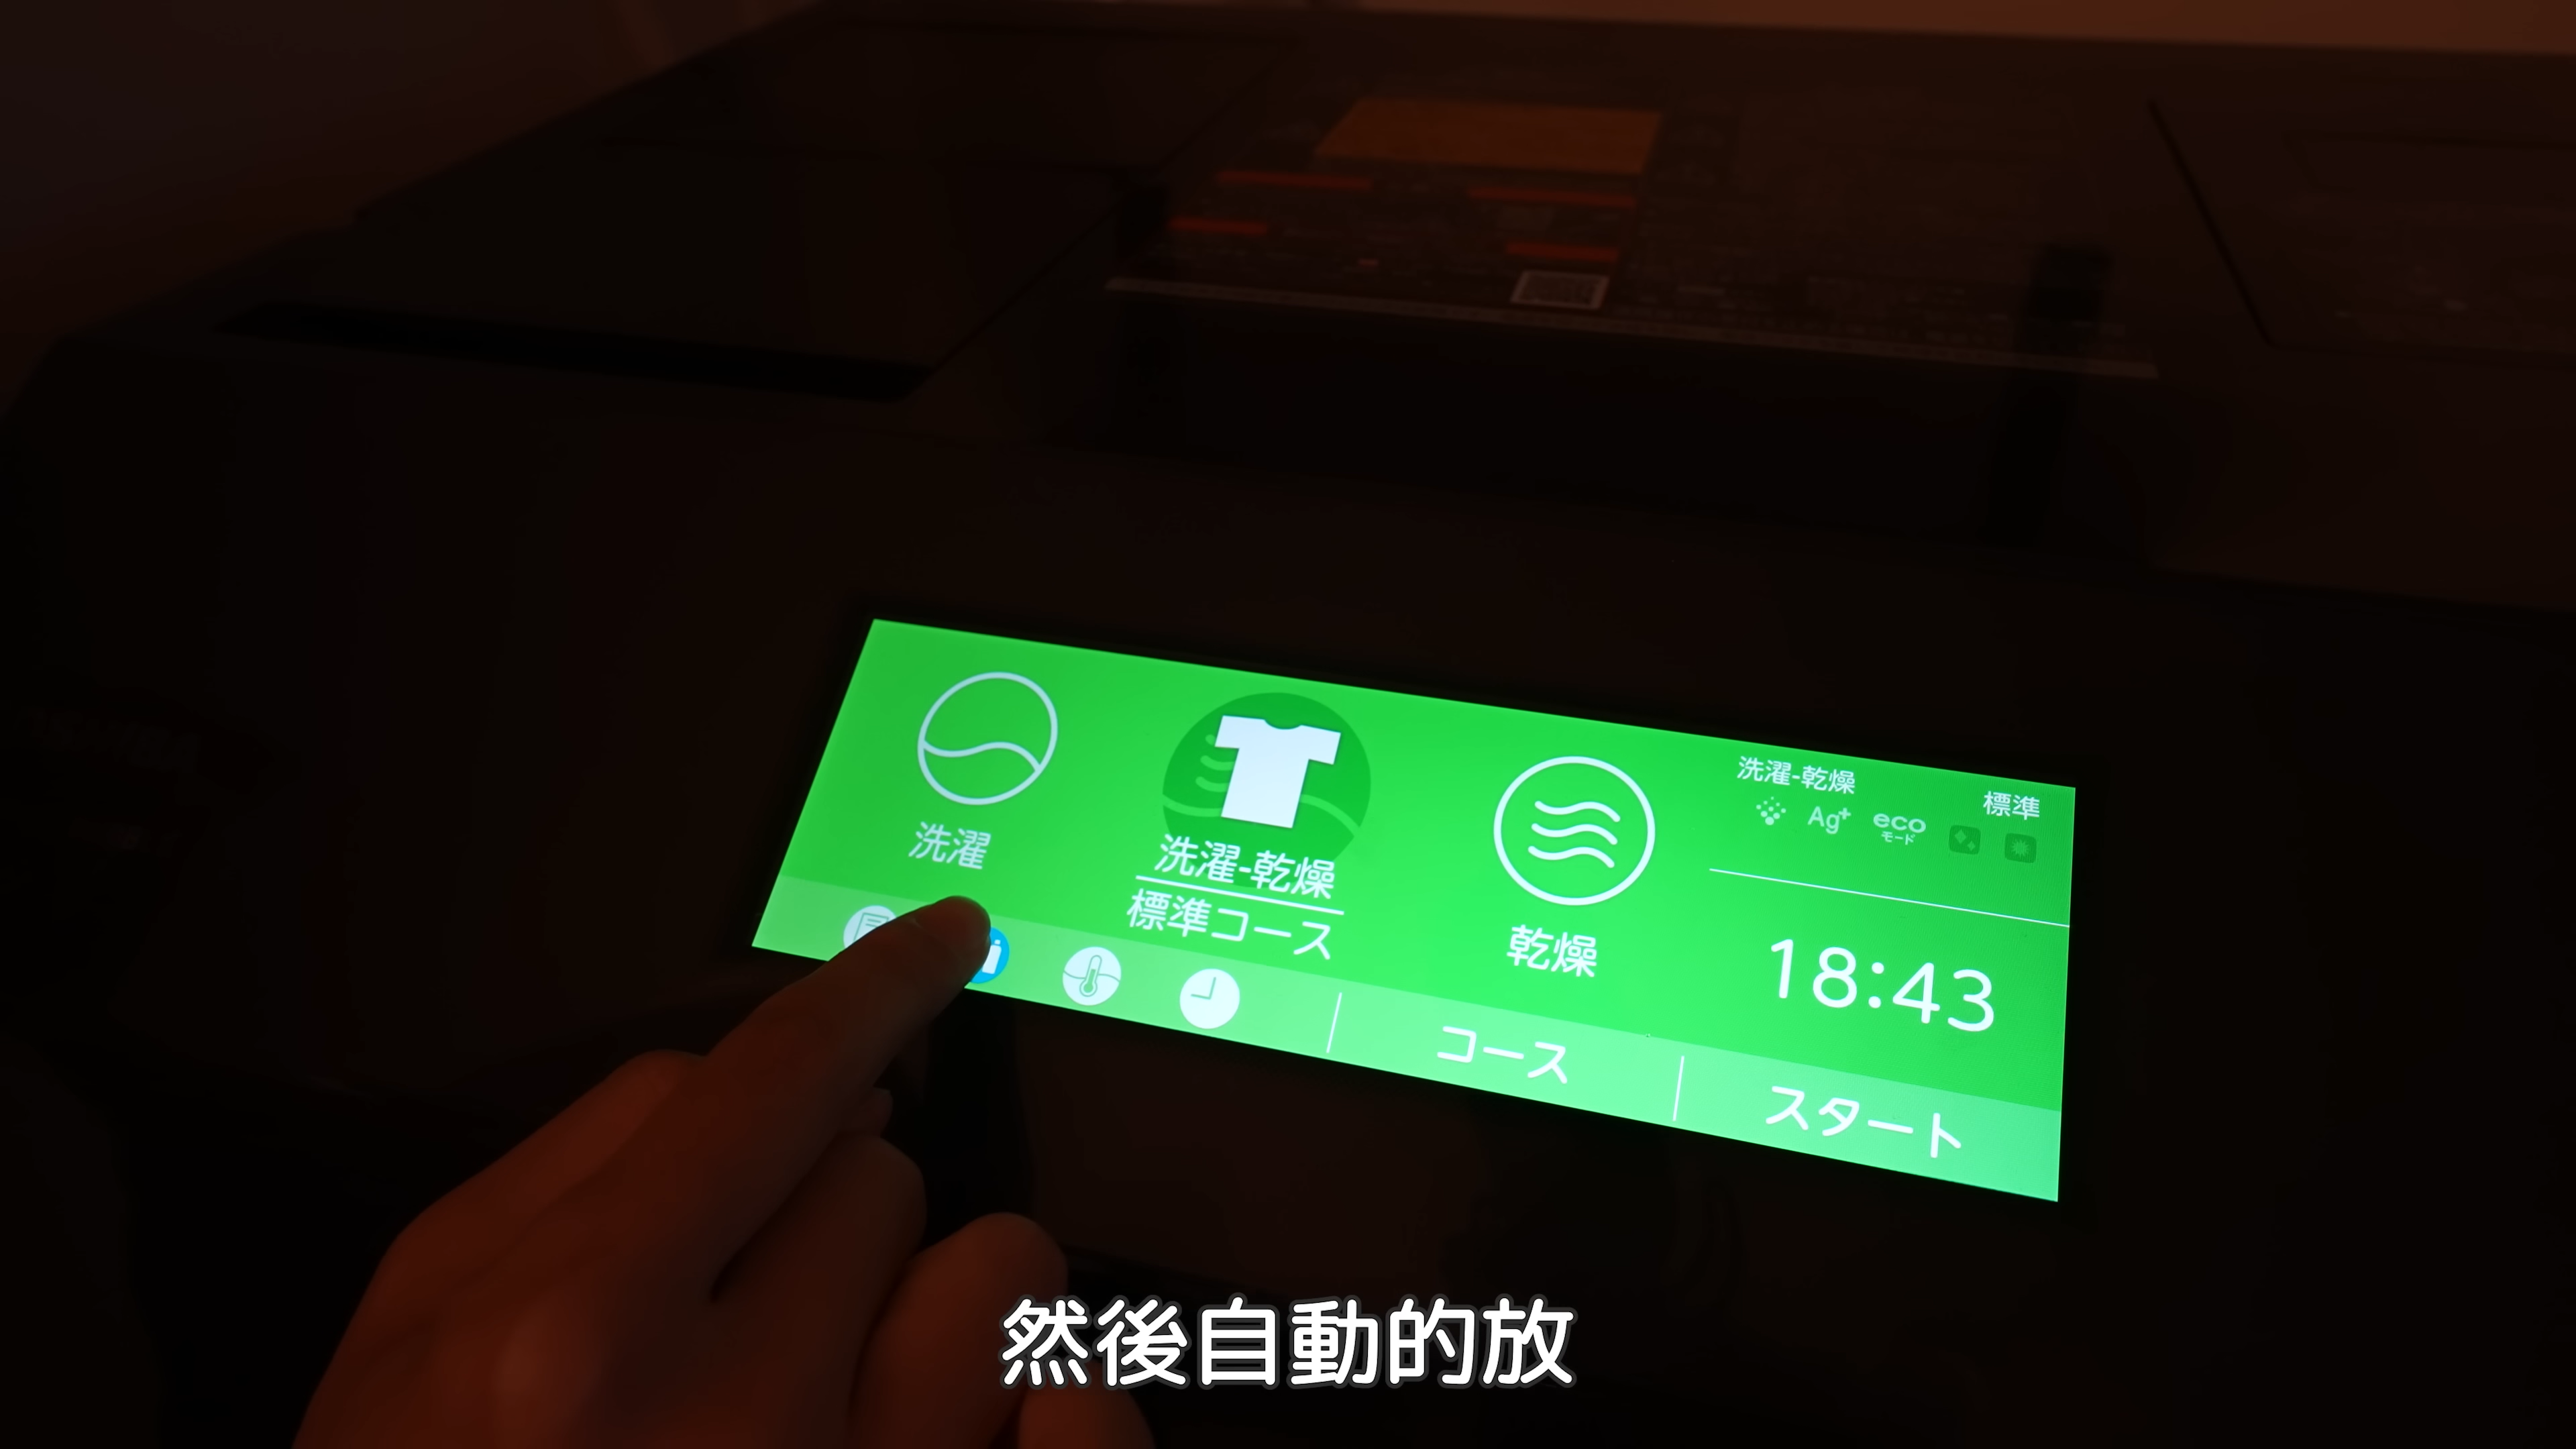 洗濯
洗濯-乾燥
標準コース
乾燥
洗濯-乾燥
標準
Ag+
eco
モード
18:43
コース
スタート
然後自動的放